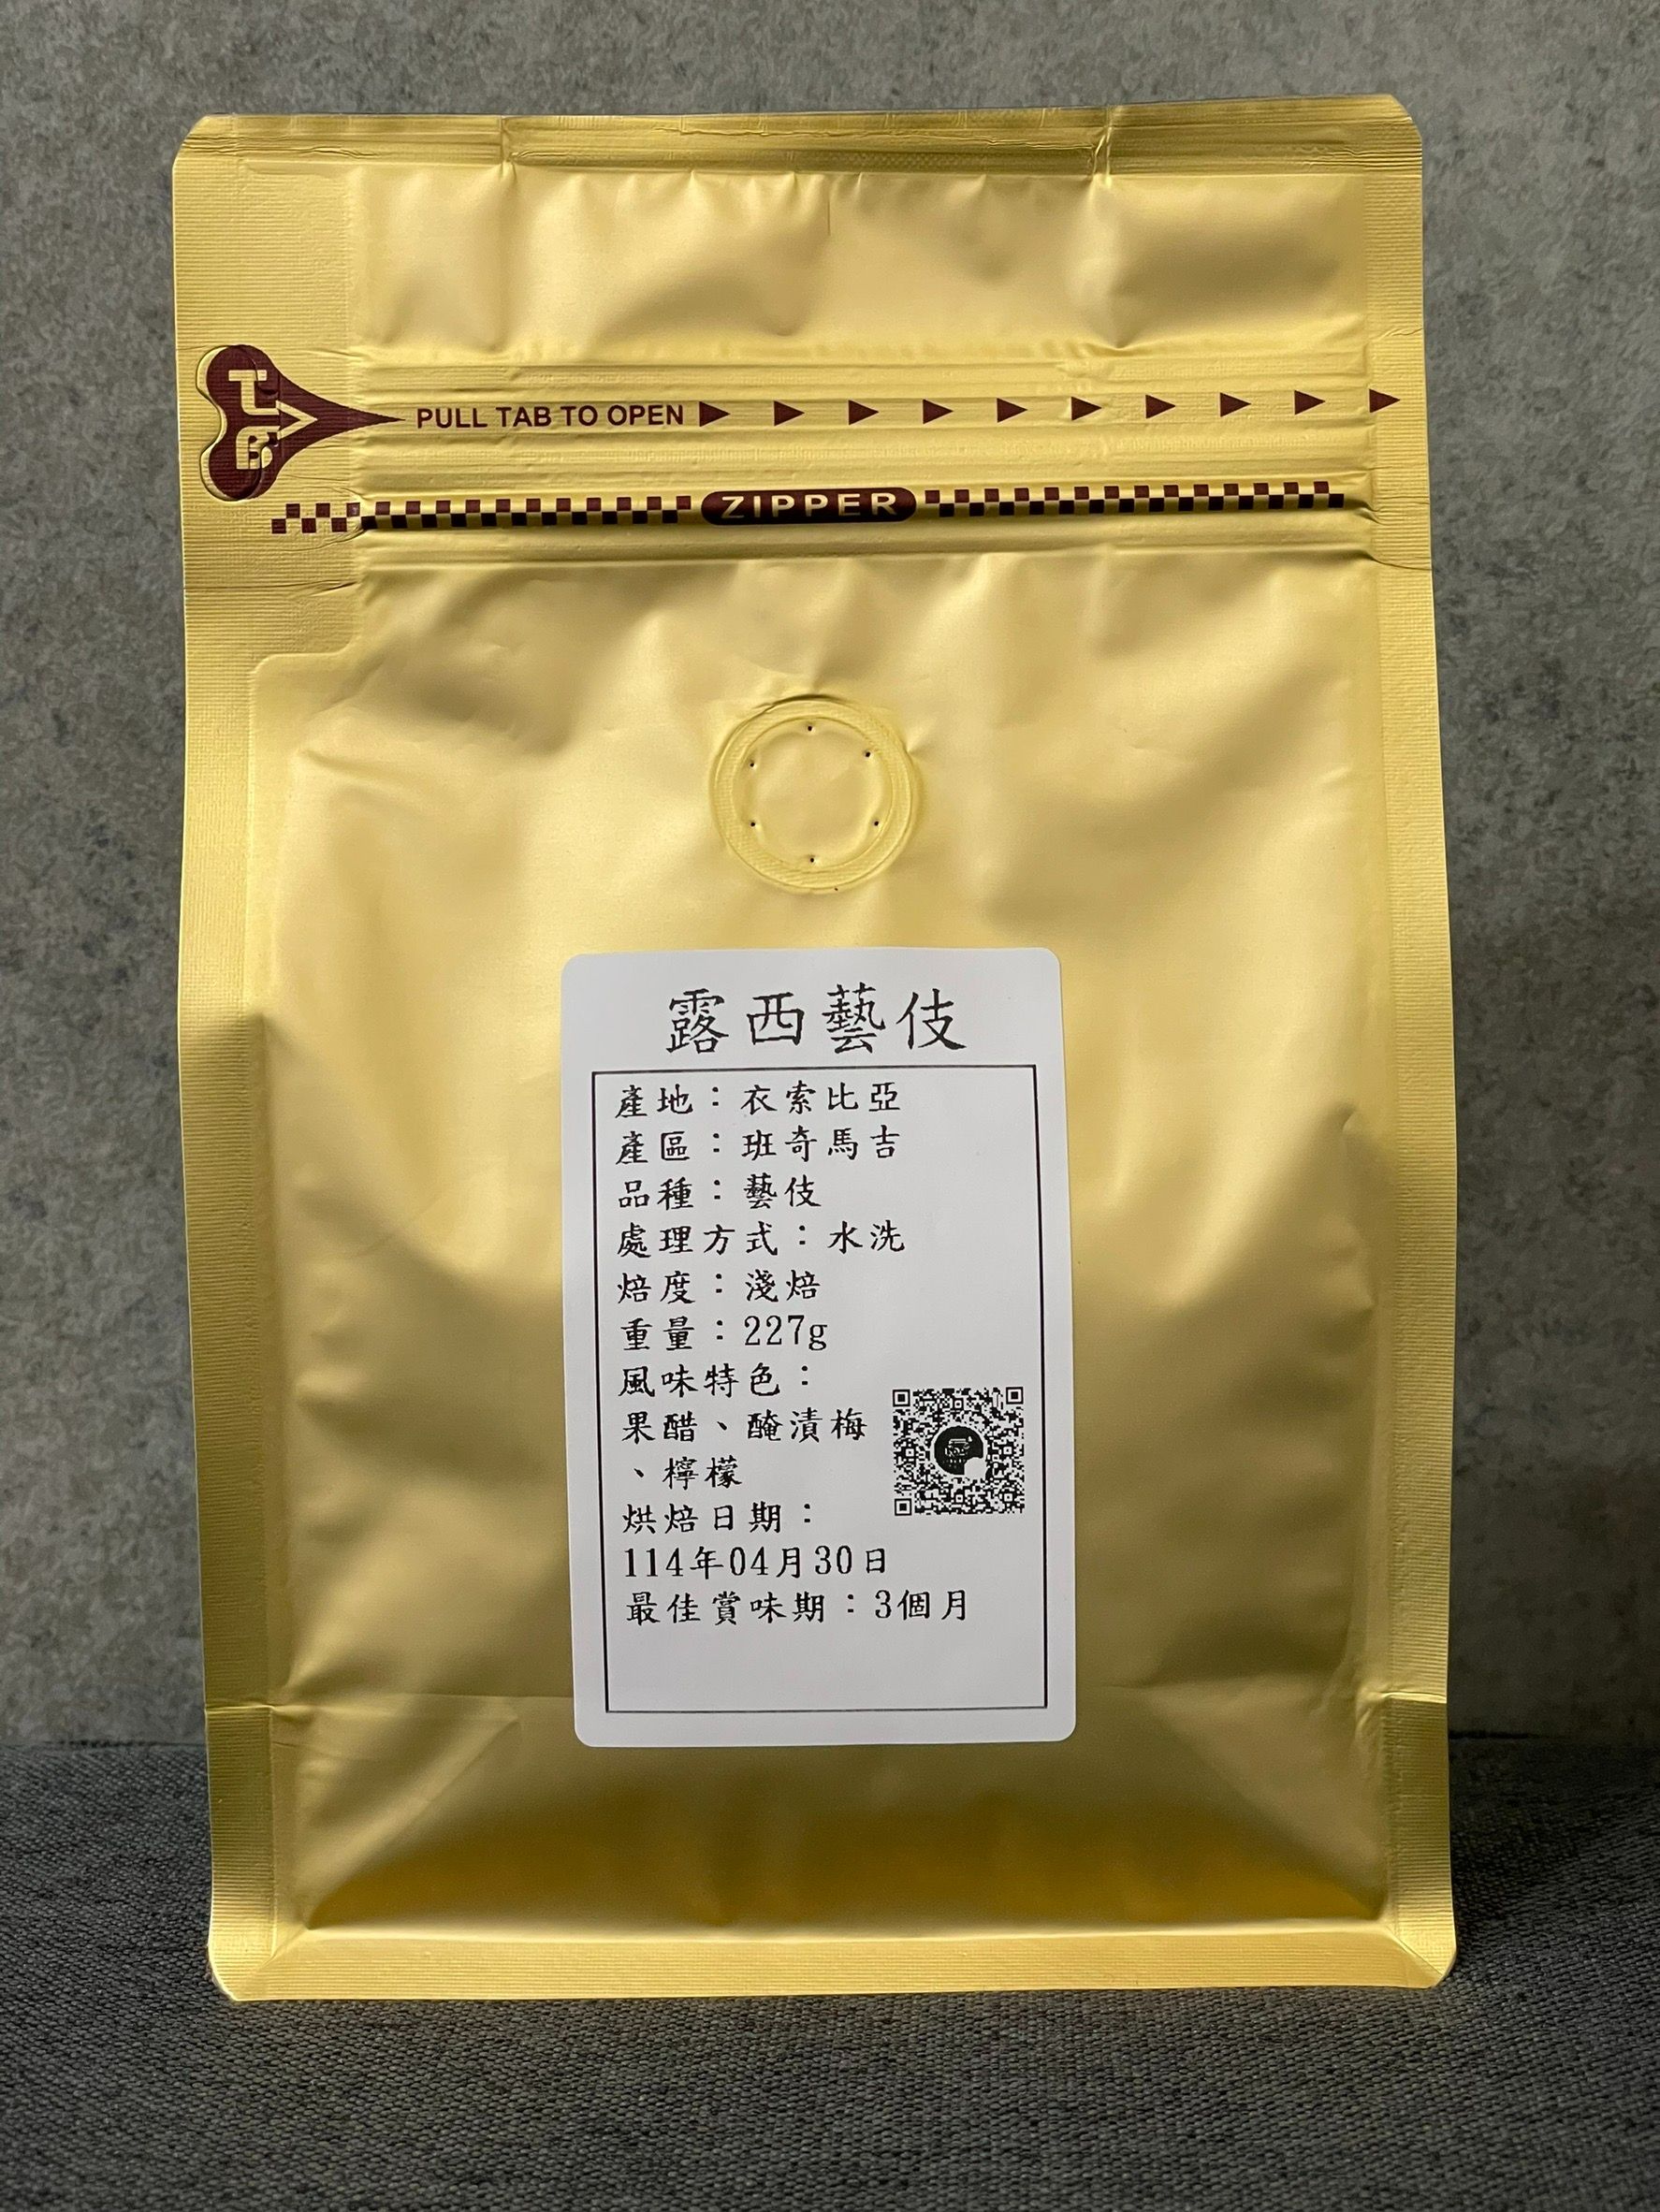 PULL TAB TO OPEN
ZIPPER
露西藝伎
產地：衣索比亞
產區：班奇馬吉
品種：藝伎
處理方式：水洗
焙度：淺焙
重量：227g
風味特色：
果醋、醃漬梅
、檸檬
烘焙日期：
114年04月30日
最佳賞味期：3個月